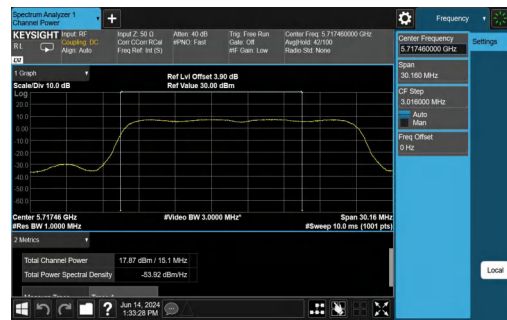 Spectrum Analyzer 1
Channel Power
+
Frequency
KEYSIGHT
RL
LV
Input: RF
Coupling: DC
Align: Auto
Input Z: 50 Ω
Corr CCorr RCal
Freq Ref: Int (S)
Atten: 40 dB
#PNO: Fast
Trig: Free Run
Gate: Off
#IF Gain: Low
Center Freq: 5.717460000 GHz
Avg|Hold: 42/100
Radio Std: None
Center Frequency
5.717460000 GHz
Settings
Span
30.160 MHz
CF Step
3.016000 MHz
Auto
Man
Freq Offset
0 Hz
Local
1 Graph
Scale/Div 10.0 dB
Ref Lvl Offset 3.90 dB
Ref Value 30.00 dBm
Log
20.0
10.0
0.00
-10.0
-20.0
-30.0
-40.0
-50.0
-60.0
Center 5.71746 GHz
#Video BW 3.0000 MHz*
Span 30.16 MHz
#Res BW 1.0000 MHz
#Sweep 10.0 ms (1001 pts)
2 Metrics
Total Channel Power 17.87 dBm / 15.1 MHz
Total Power Spectral Density -53.92 dBm/Hz
?
Jun 14, 2024
1:33:28 PM